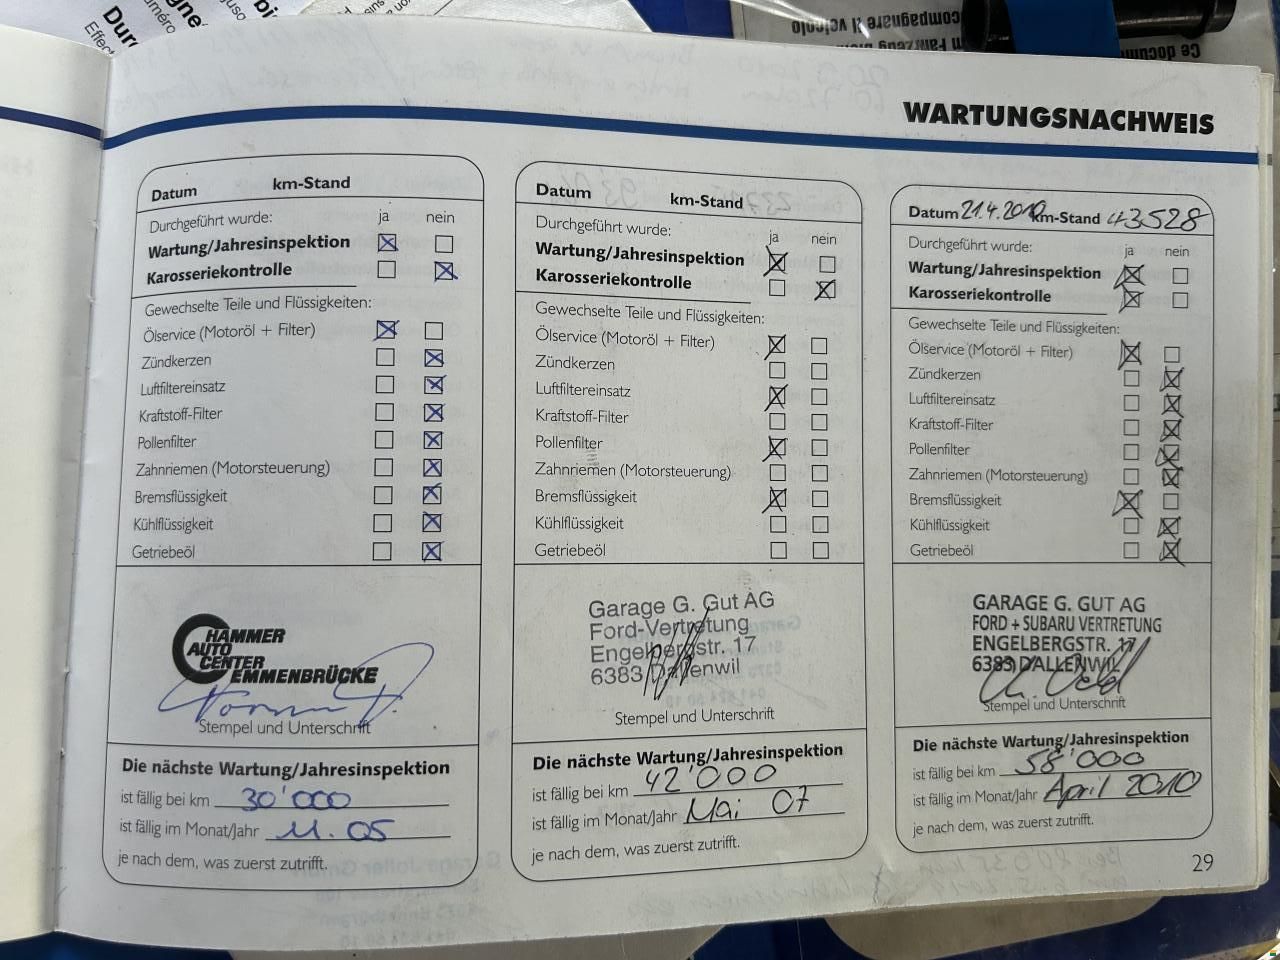 WARTUNGSNACHWEIS
Datum km-Stand
Durchgeführt wurde: ja nein
Wartung/Jahresinspektion
Karosseriekontrolle
Gewechselte Teile und Flüssigkeiten:
Ölservice (Motoröl + Filter)
Zündkerzen
Luftfiltereinsatz
Kraftstoff-Filter
Pollenfilter
Zahnriemen (Motorsteuerung)
Bremsflüssigkeit
Kühlflüssigkeit
Getriebeöl
HAMMER
AUTO
CENTER
EMMENBRÜCKE
Stempel und Unterschrift
Die nächste Wartung/Jahresinspektion
ist fällig bei km 30'000
ist fällig im Monat/Jahr 11.05
je nach dem, was zuerst zutrifft.
Datum km-Stand
Durchgeführt wurde: ja nein
Wartung/Jahresinspektion
Karosseriekontrolle
Gewechselte Teile und Flüssigkeiten:
Ölservice (Motoröl + Filter)
Zündkerzen
Luftfiltereinsatz
Kraftstoff-Filter
Pollenfilter
Zahnriemen (Motorsteuerung)
Bremsflüssigkeit
Kühlflüssigkeit
Getriebeöl
Garage G. Gut AG
Ford-Vertretung
Engelbergstr. 17
6383 Dallenwil
Stempel und Unterschrift
Die nächste Wartung/Jahresinspektion
ist fällig bei km 42'000
ist fällig im Monat/Jahr Mai 07
je nach dem, was zuerst zutrifft.
Datum 21.4.2010 km-Stand 43528
Durchgeführt wurde: ja nein
Wartung/Jahresinspektion
Karosseriekontrolle
Gewechselte Teile und Flüssigkeiten:
Ölservice (Motoröl + Filter)
Zündkerzen
Luftfiltereinsatz
Kraftstoff-Filter
Pollenfilter
Zahnriemen (Motorsteuerung)
Bremsflüssigkeit
Kühlflüssigkeit
Getriebeöl
GARAGE G. GUT AG
FORD + SUBARU VERTRETUNG
ENGELBERGSTR. 17
6383 DALLENWIL
Stempel und Unterschrift
Die nächste Wartung/Jahresinspektion
ist fällig bei km 58'000
ist fällig im Monat/Jahr April 2010
je nach dem, was zuerst zutrifft.
29